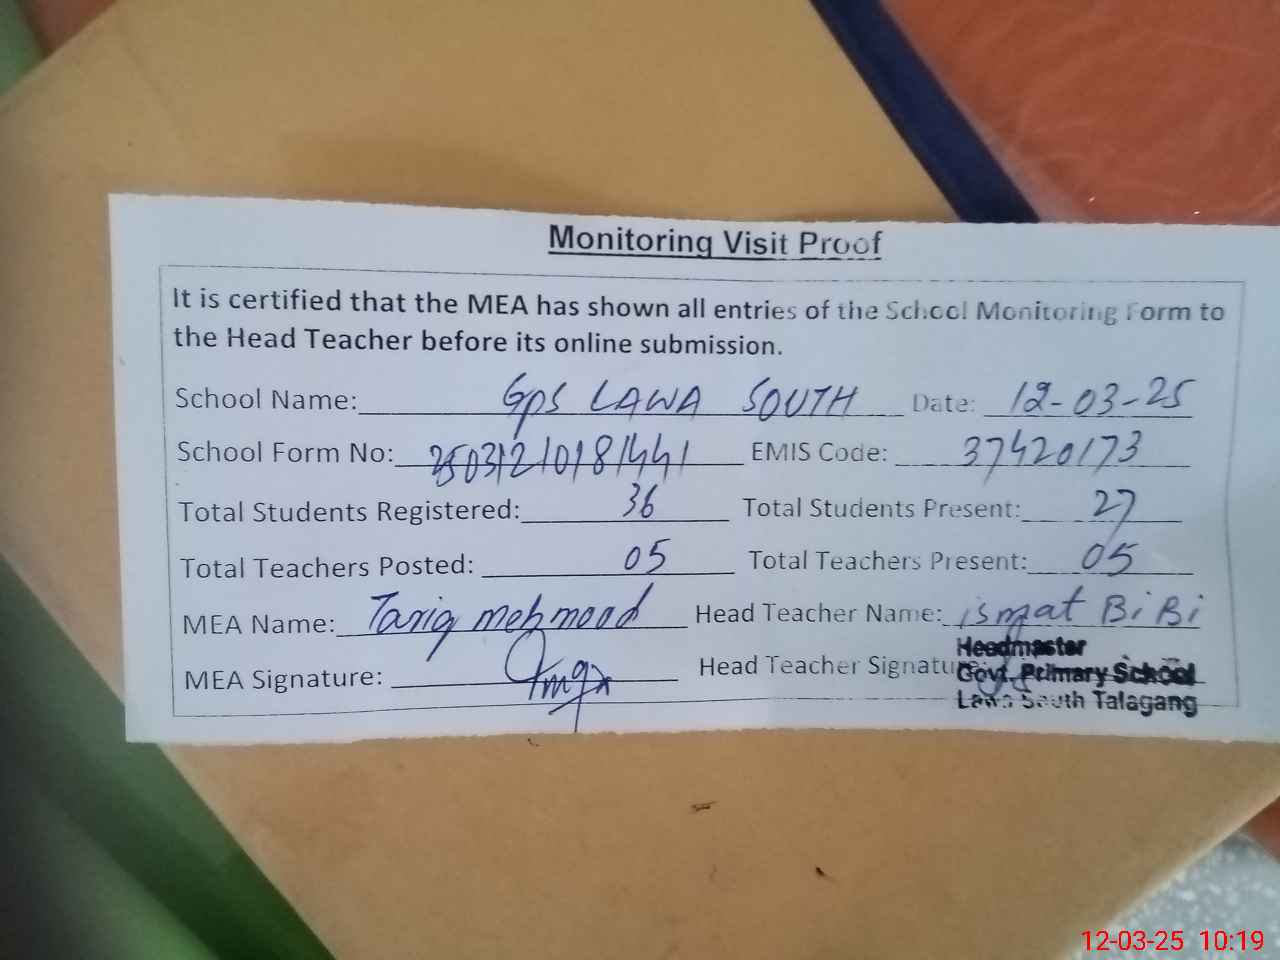 Monitoring Visit Proof
It is certified that the MEA has shown all entries of the School Monitoring Form to
the Head Teacher before its online submission.
School Name: GPS LAWA SOUTH Date: 12-03-25
School Form No: 250312101811441 EMIS Code: 37420173
Total Students Registered: 36 Total Students Present: 27
Total Teachers Posted: 05 Total Teachers Present: 05
MEA Name: Tariq mehmood Head Teacher Name: ismat BiBi
MEA Signature: Head Teacher Signature
Headmaster
Govt. Primary School
Lawa South Talagang
12-03-25 10:19